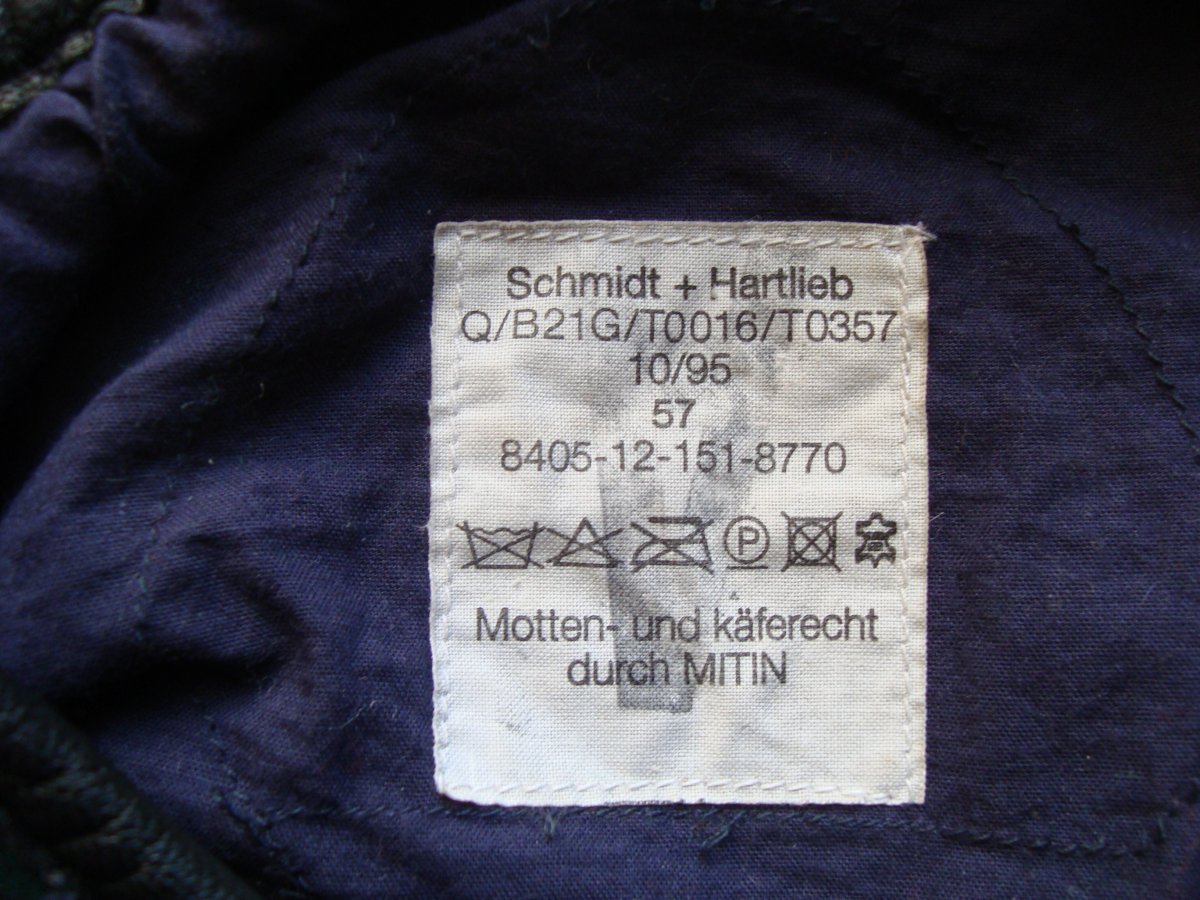 Schmidt + Hartlieb
Q/B21G/T0016/T0357
10/95
57
8405-12-151-8770
P
Motten- und käferecht
durch MITIN